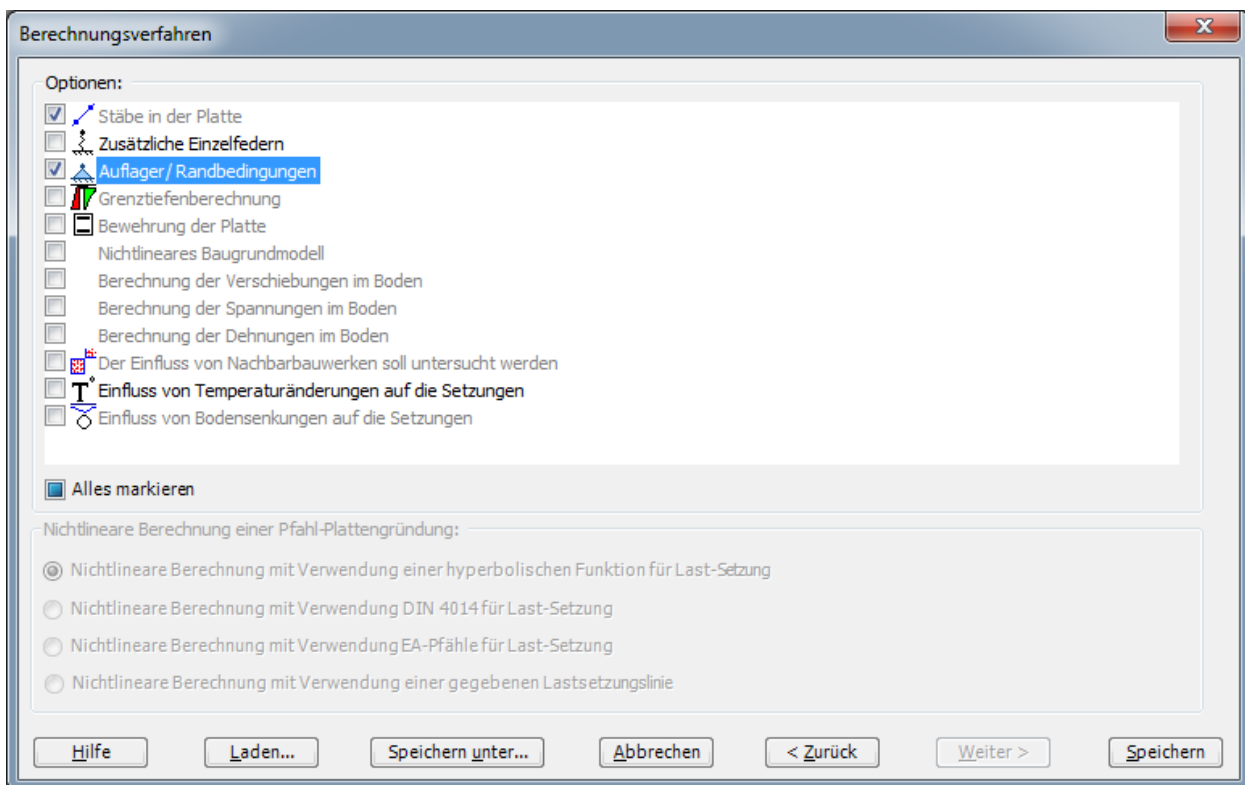 Berechnungsverfahren
Optionen:
Stäbe in der Platte
Zusätzliche Einzelfedern
Auflager/ Randbedingungen
Grenztiefenberechnung
Bewehrung der Platte
Nichtlineares Baugrundmodell
Berechnung der Verschiebungen im Boden
Berechnung der Spannungen im Boden
Berechnung der Dehnungen im Boden
Der Einfluss von Nachbarbauwerken soll untersucht werden
Einfluss von Temperaturänderungen auf die Setzungen
Einfluss von Bodensenkungen auf die Setzungen
Alles markieren
Nichtlineare Berechnung einer Pfahl-Plattengründung:
Nichtlineare Berechnung mit Verwendung einer hyperbolischen Funktion für Last-Setzung
Nichtlineare Berechnung mit Verwendung DIN 4014 für Last-Setzung
Nichtlineare Berechnung mit Verwendung EA-Pfähle für Last-Setzung
Nichtlineare Berechnung mit Verwendung einer gegebenen Lastsetzungslinie
Hilfe Laden... Speichern unter... Abbrechen < Zurück Weiter > Speichern